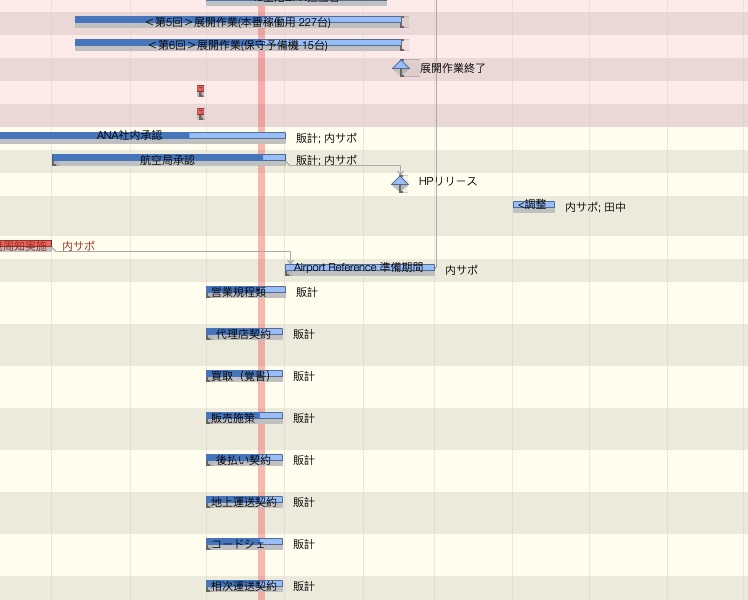 <第5回>展開作業(本番稼働用 227台)
<第6回>展開作業(保守予備機 15台)
展開作業終了
ANA社内承認 販計; 内サポ
航空局承認 販計; 内サポ
HPリリース
<調整 内サポ; 田中
周知実施 内サポ
Airport Reference 準備期間 内サポ
営業規程類 販計
代理店契約 販計
買取（覚書） 販計
販売施策 販計
後払い契約 販計
地上運送契約 販計
コードシェ 販計
相次運送契約 販計